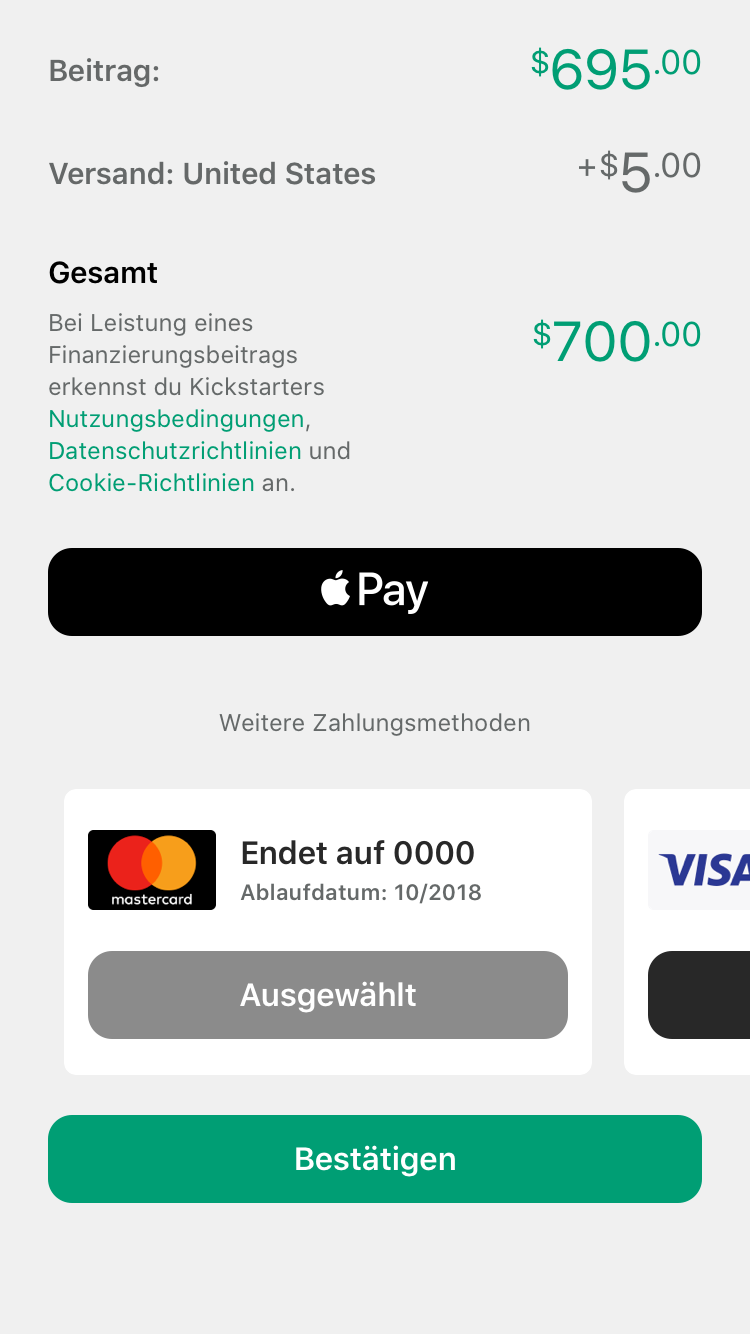 Beitrag: $695.00
Versand: United States +$5.00
Gesamt
Bei Leistung eines
Finanzierungsbeitrags
erkennst du Kickstarters
Nutzungsbedingungen,
Datenschutzrichtlinien und
Cookie-Richtlinien an.
$700.00
Pay
Weitere Zahlungsmethoden
mastercard
Endet auf 0000
Ablaufdatum: 10/2018
Ausgewählt
VISA
Bestätigen